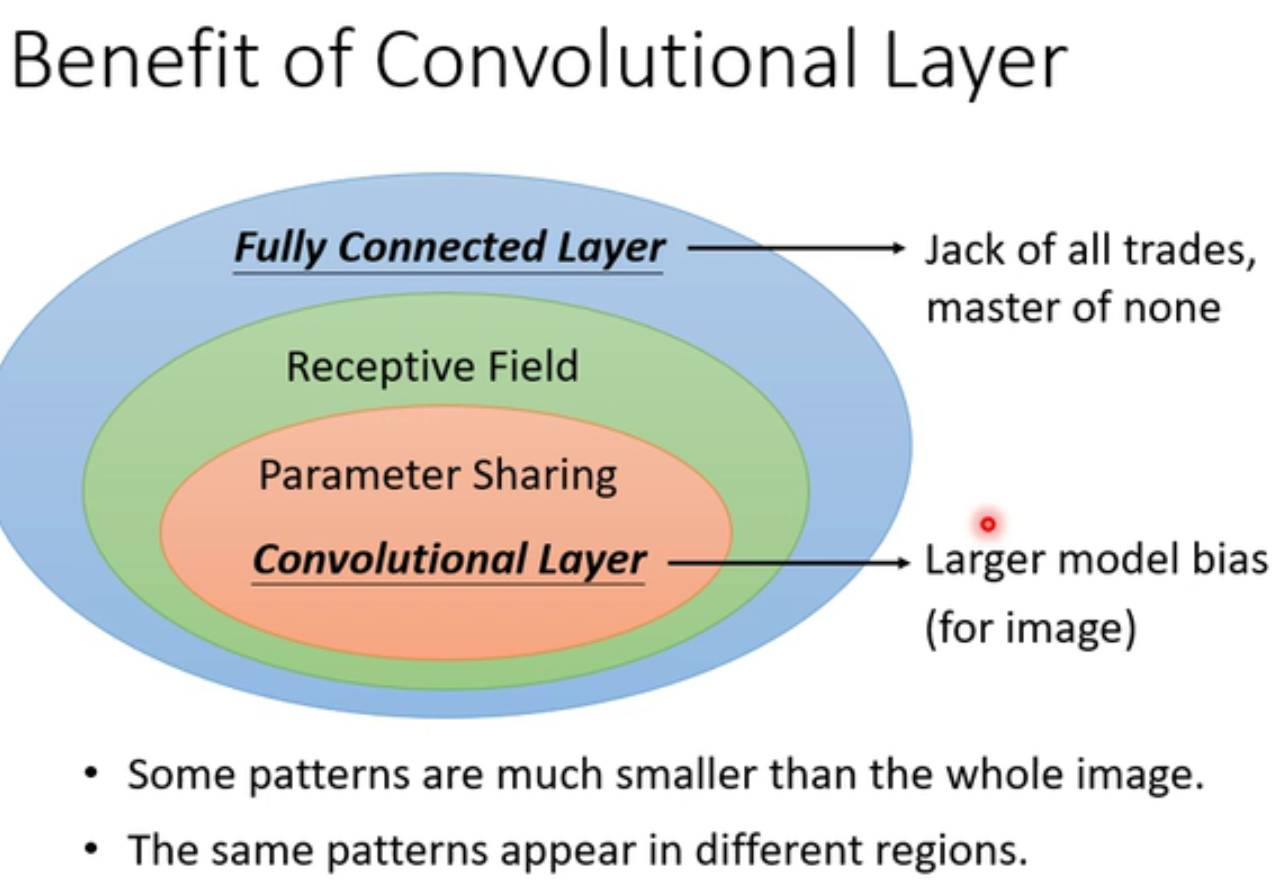 Benefit of Convolutional Layer
Fully Connected Layer
Jack of all trades,
master of none
Receptive Field
Parameter Sharing
Convolutional Layer
Larger model bias
(for image)
• Some patterns are much smaller than the whole image.
• The same patterns appear in different regions.